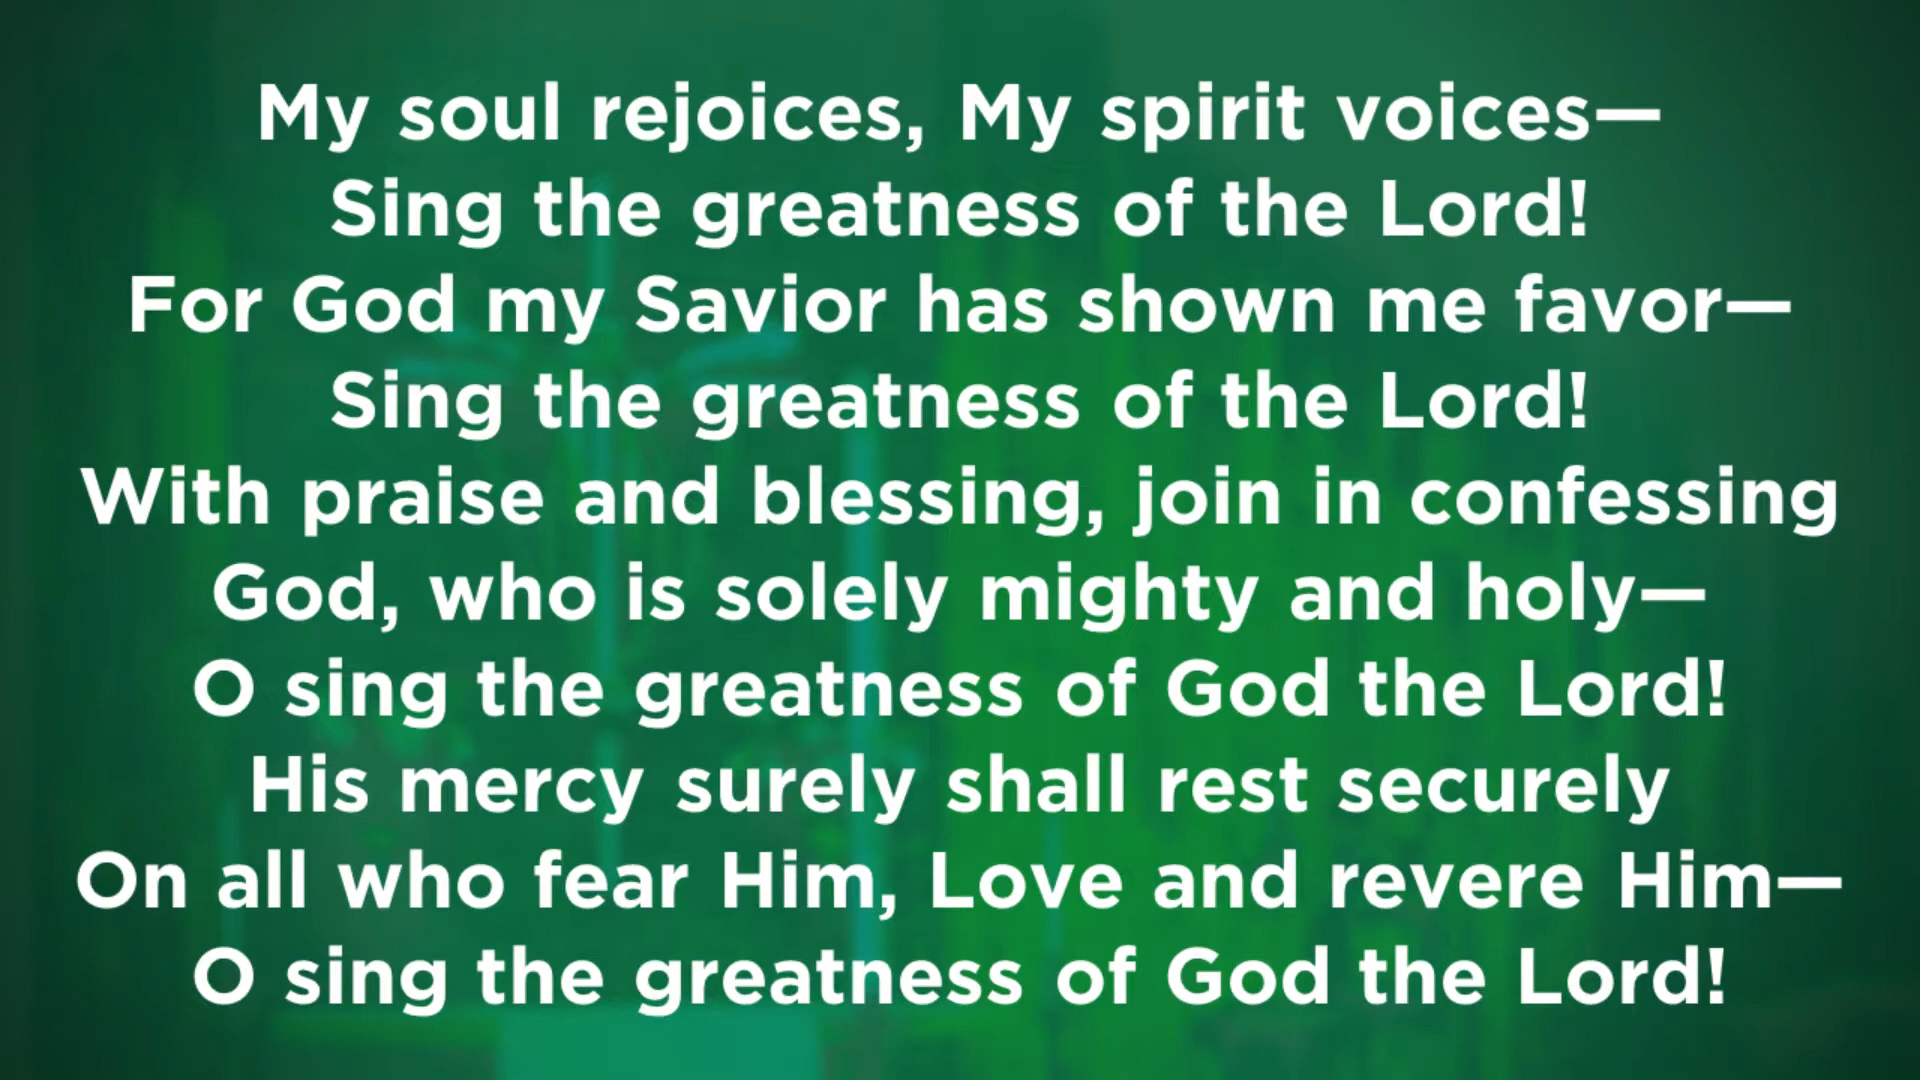 My soul rejoices, My spirit voices—
Sing the greatness of the Lord!
For God my Savior has shown me favor—
Sing the greatness of the Lord!
With praise and blessing, join in confessing
God, who is solely mighty and holy—
O sing the greatness of God the Lord!
His mercy surely shall rest securely
On all who fear Him, Love and revere Him—
O sing the greatness of God the Lord!